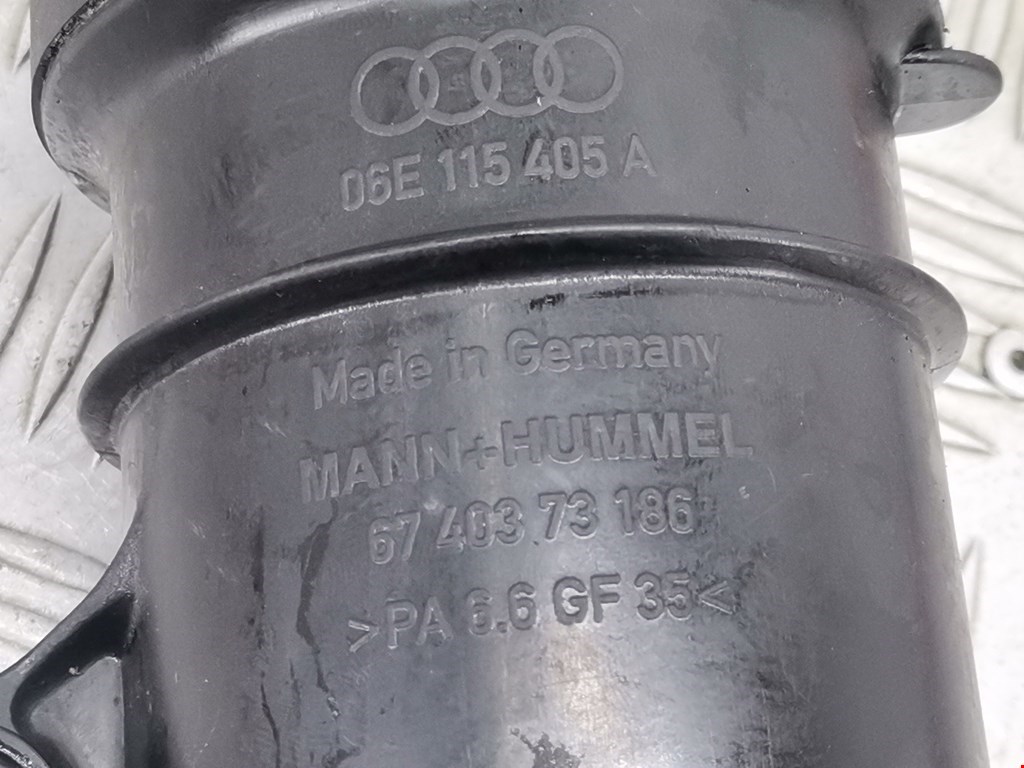 06E 115 405 A
Made in Germany
MANN+HUMMEL
67 403 73 186
>PA 6.6 GF 35<